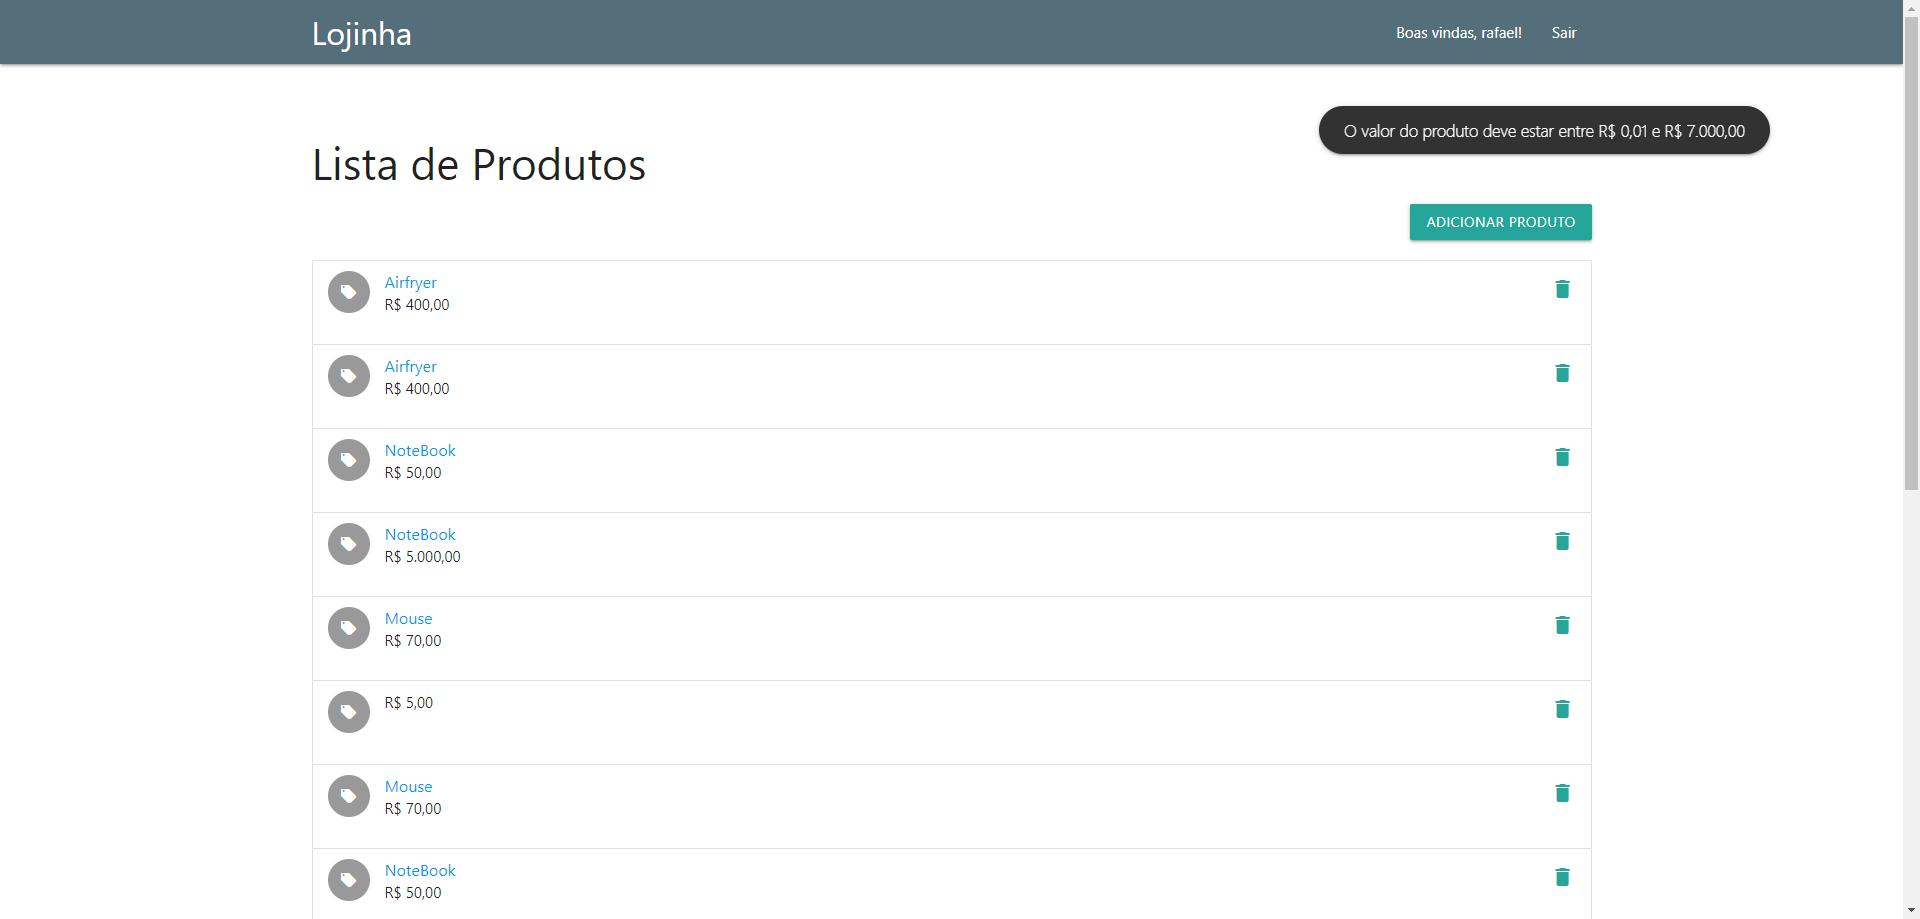 Lojinha
Boas vindas, rafael!
Sair
O valor do produto deve estar entre R$ 0,01 e R$ 7.000,00
Lista de Produtos
ADICIONAR PRODUTO
Airfryer
R$ 400,00
Airfryer
R$ 400,00
NoteBook
R$ 50,00
NoteBook
R$ 5.000,00
Mouse
R$ 70,00
R$ 5,00
Mouse
R$ 70,00
NoteBook
R$ 50,00